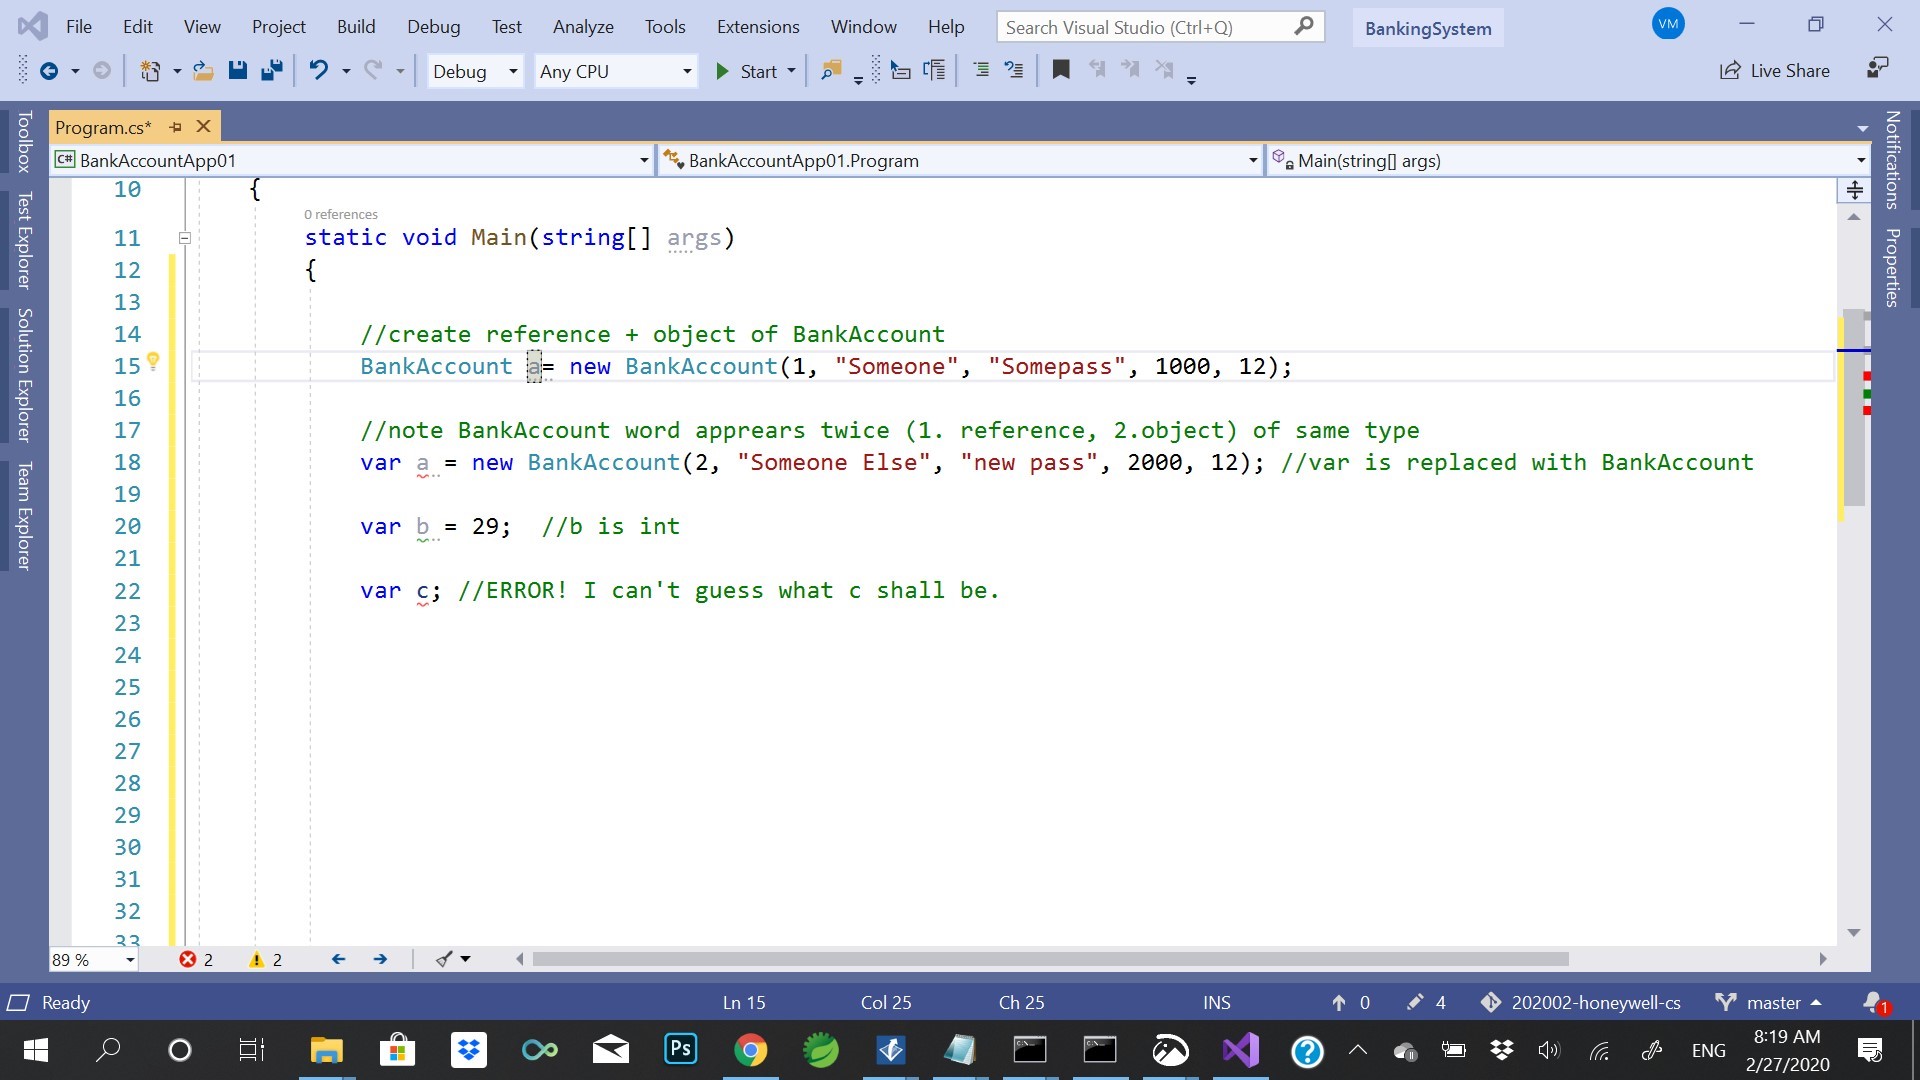 File Edit View Project Build Debug Test Analyze Tools Extensions Window Help Search Visual Studio (Ctrl+Q) BankingSystem VM
Debug Any CPU Start Live Share
Program.cs*
BankAccountApp01 BankAccountApp01.Program Main(string[] args)
Toolbox
Test Explorer
Solution Explorer
Team Explorer
Notifications
Properties
10 {
0 references
11 static void Main(string[] args)
12 {
13
14 //create reference + object of BankAccount
15 BankAccount a= new BankAccount(1, "Someone", "Somepass", 1000, 12);
16
17 //note BankAccount word apprears twice (1. reference, 2.object) of same type
18 var a = new BankAccount(2, "Someone Else", "new pass", 2000, 12); //var is replaced with BankAccount
19
20 var b = 29; //b is int
21
22 var c; //ERROR! I can't guess what c shall be.
23
24
25
26
27
28
29
30
31
32
33
89 % 2 2
Ready Ln 15 Col 25 Ch 25 INS 0 4 202002-honeywell-cs master 1
Ps ENG 8:19 AM
2/27/2020